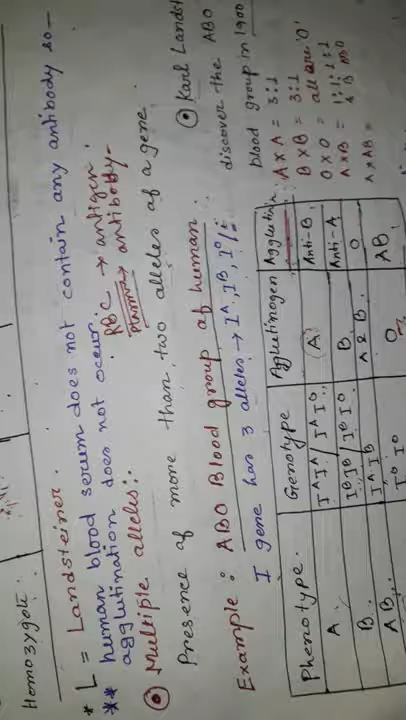 Homozygote.
* L = Landsteiner.
** human blood serum does not contain any antibody so -
agglutination does not occur.
RBC → antigen.
Plasma → antibody.
Multiple alleles:.
Presence of more than two alleles of a gene.
Example : ABO Blood group of human.
I gene has 3 alleles → I^A, I^B, I^O
Karl Landst
discover the ABO
blood group in 1900
Phenotype. Genotype Agglutinogen Agglutinin
A. I^A I^A / I^A I^O. (A) Anti-B.
B. I^B I^B / I^B I^O. B Anti-A
AB. I^A I^B A & B. O
I^O I^O O AB.
A × A = 3:1
B × B = 3:1
O × O = all are 'O'
A × B = 1:1:1:1
A × AB =